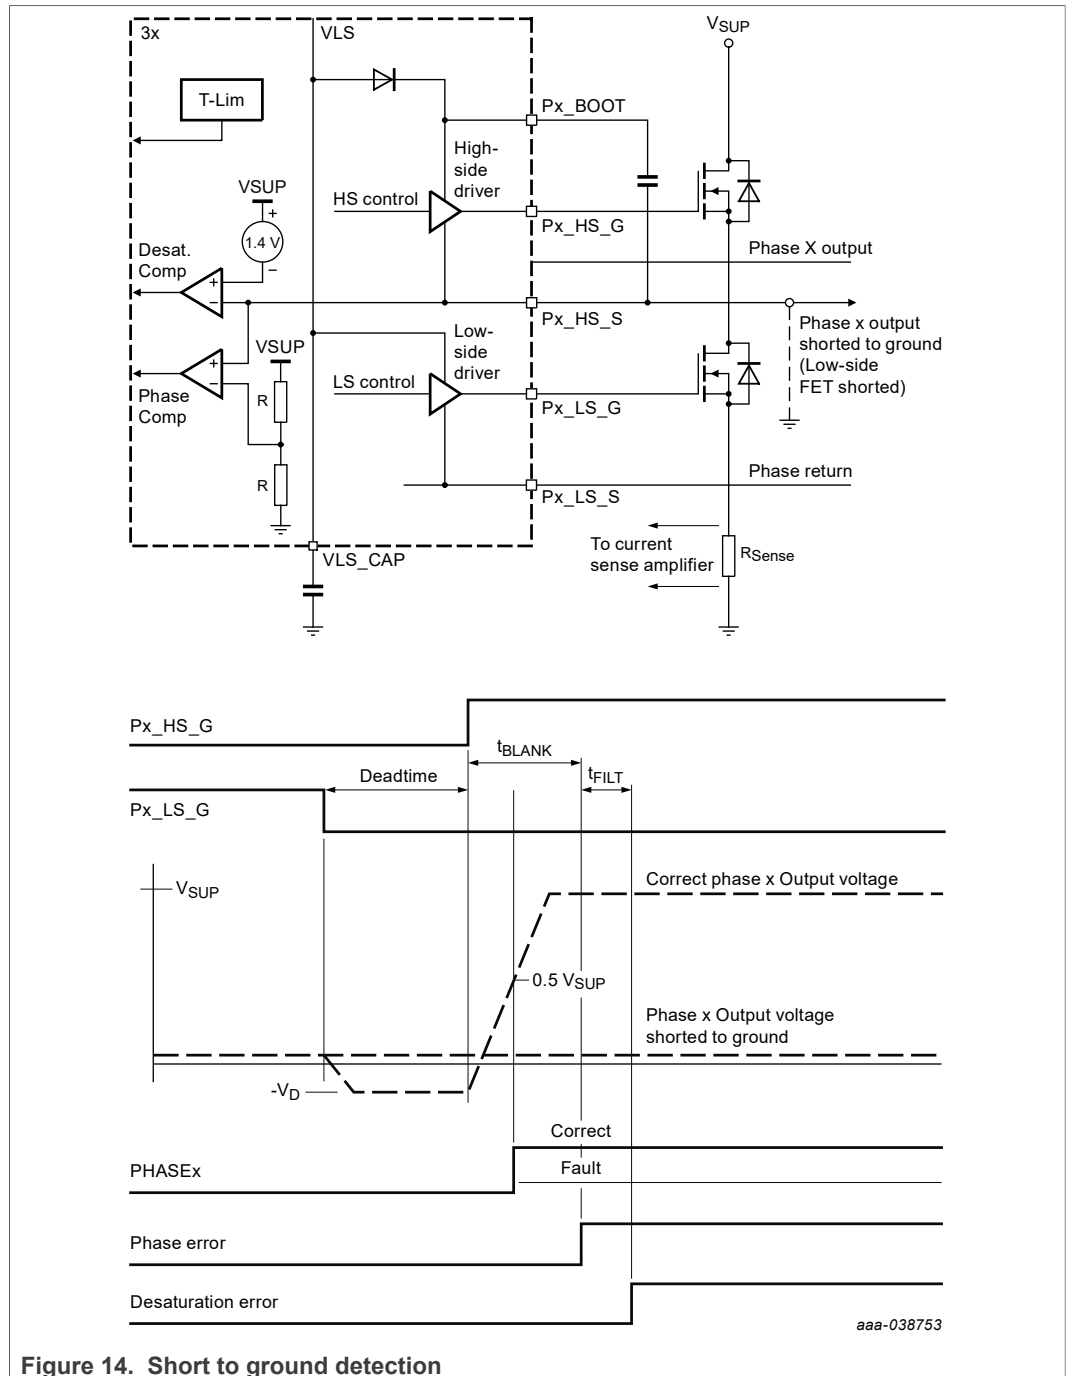 3x
VLS
VSUP
T-Lim
Px_BOOT
High-
side
driver
VSUP
+
HS control
1.4 V
−
Px_HS_G
Desat.
Comp
Phase X output
+
−
Px_HS_S
Low-
side
driver
Phase x output
shorted to ground
(Low-side
FET shorted)
VSUP
+
−
LS control
Phase
Comp
R
Px_LS_G
Phase return
R
Px_LS_S
To current
sense amplifier
RSense
VLS_CAP
Px_HS_G
tBLANK
Deadtime
tFILT
Px_LS_G
VSUP
Correct phase x Output voltage
0.5 VSUP
Phase x Output voltage
shorted to ground
-VD
Correct
PHASEx
Fault
Phase error
Desaturation error
aaa-038753
Figure 14. Short to ground detection